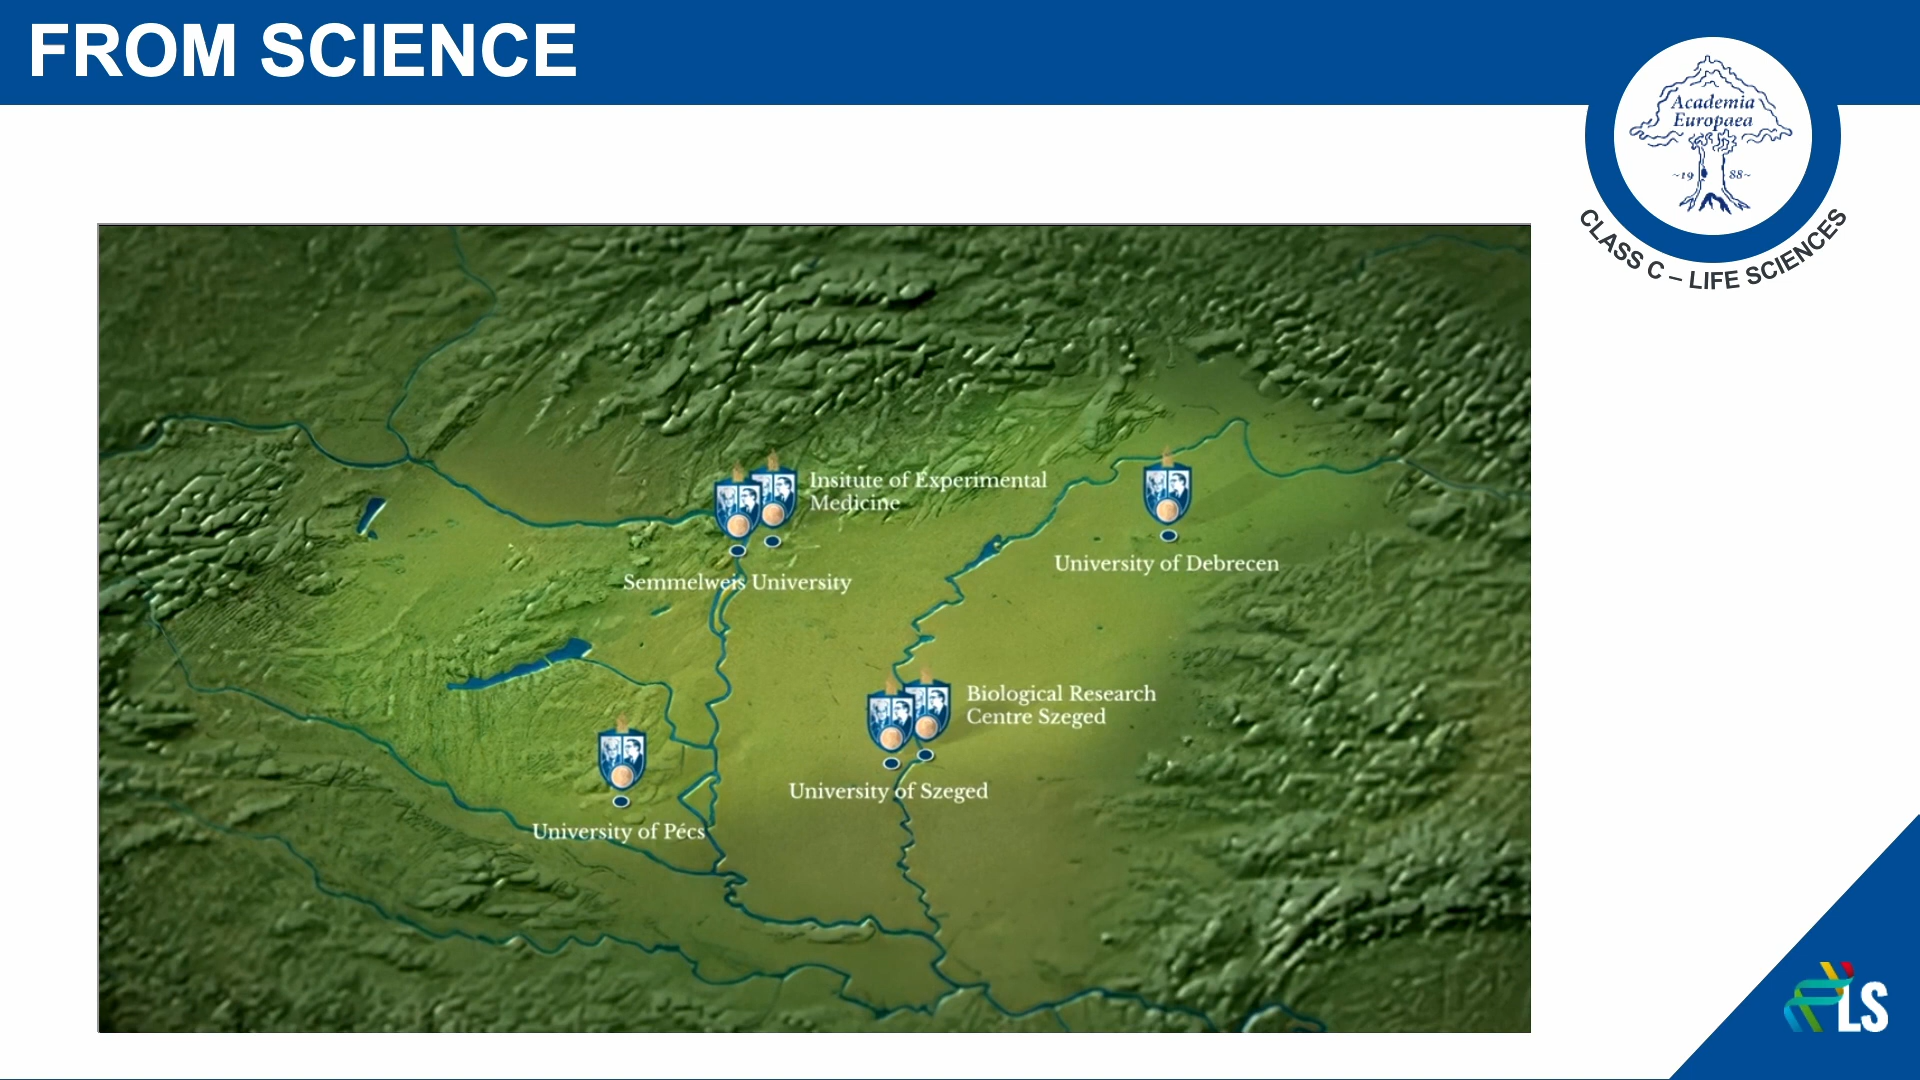 FROM SCIENCE
Academia
Europaea
~19 88~
CLASS C – LIFE SCIENCES
Insitute of Experimental
Medicine
University of Debrecen
Semmelweis University
Biological Research
Centre Szeged
University of Szeged
University of Pécs
LS